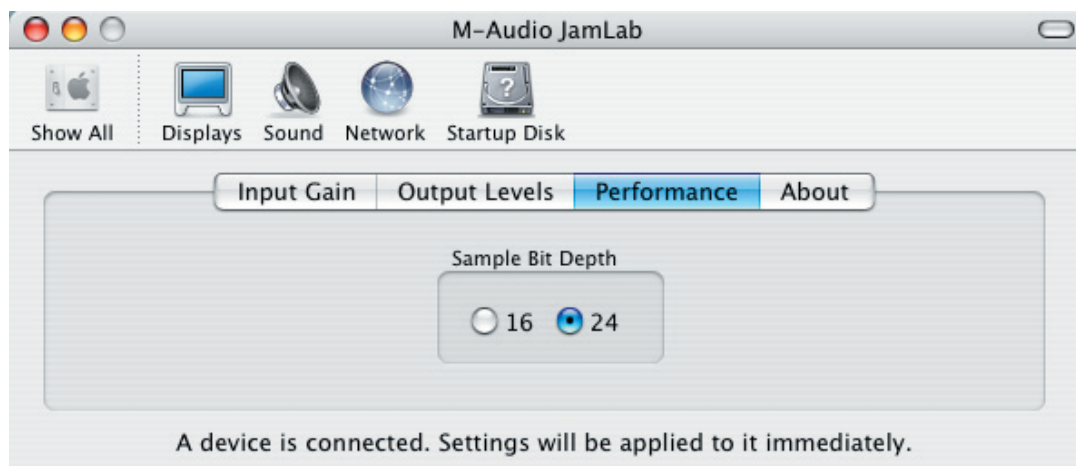 M-Audio JamLab
Show All Displays Sound Network Startup Disk
Input Gain Output Levels Performance About
Sample Bit Depth
16 24
A device is connected. Settings will be applied to it immediately.